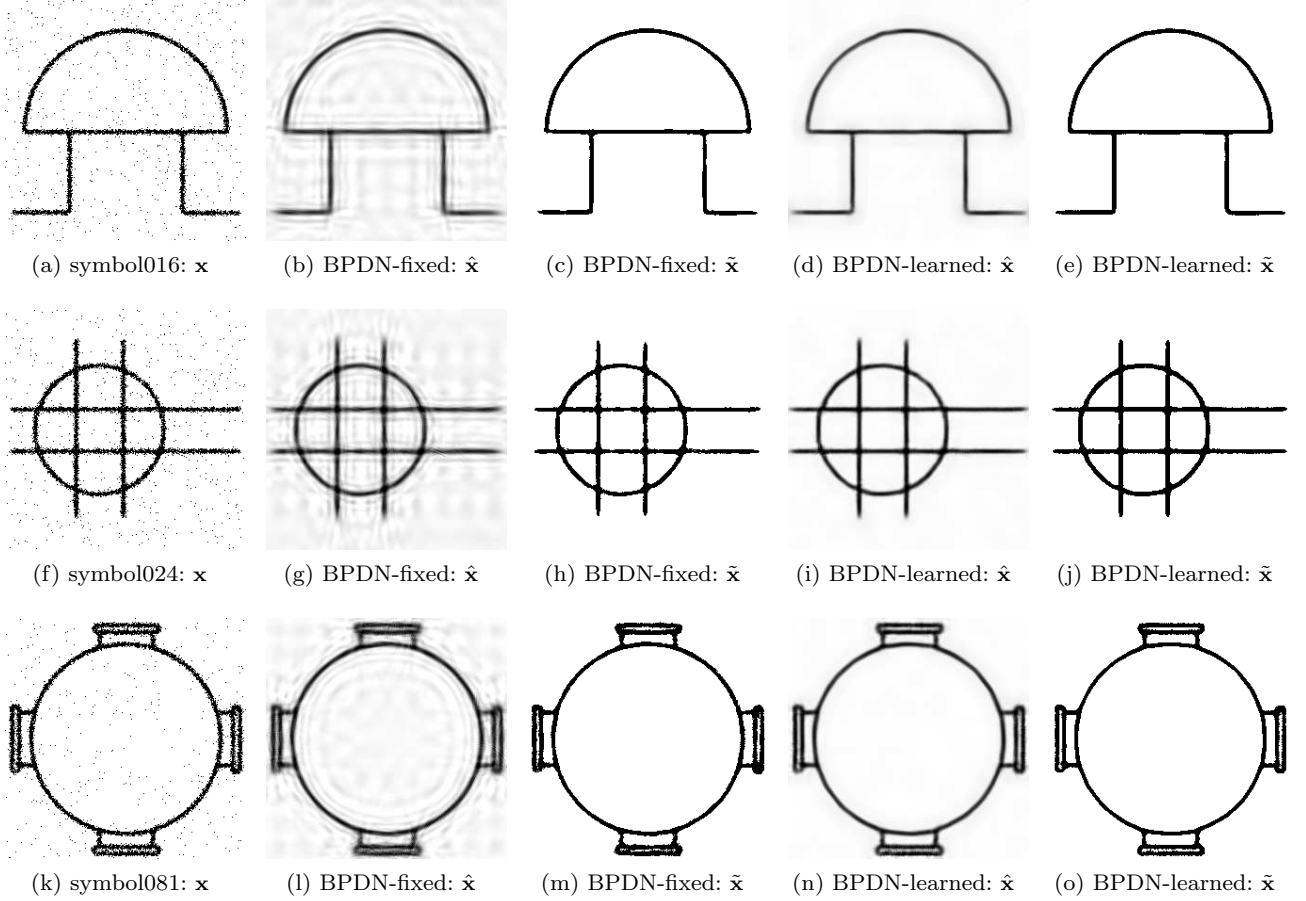 (a) symbol016: x
(b) BPDN-fixed: x̂
(c) BPDN-fixed: x̃
(d) BPDN-learned: x̂
(e) BPDN-learned: x̃
(f) symbol024: x
(g) BPDN-fixed: x̂
(h) BPDN-fixed: x̃
(i) BPDN-learned: x̂
(j) BPDN-learned: x̃
(k) symbol081: x
(l) BPDN-fixed: x̂
(m) BPDN-fixed: x̃
(n) BPDN-learned: x̂
(o) BPDN-learned: x̃